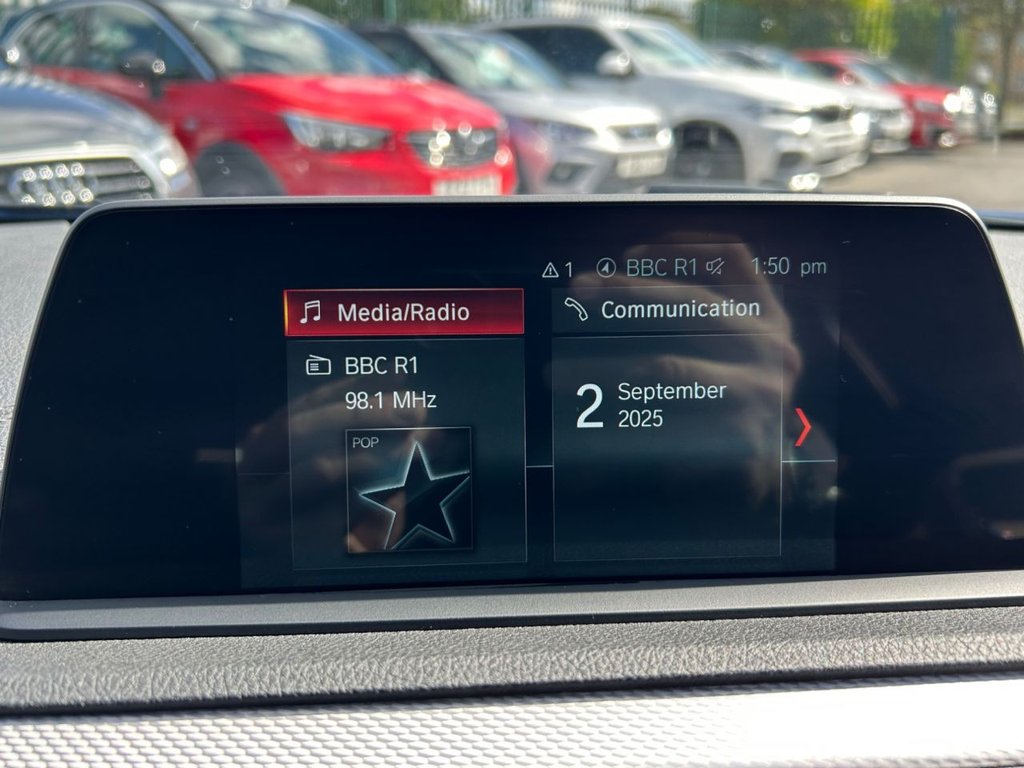 1 BBC R1 1:50 pm
Media/Radio
BBC R1
98.1 MHz
POP
Communication
2 September
2025